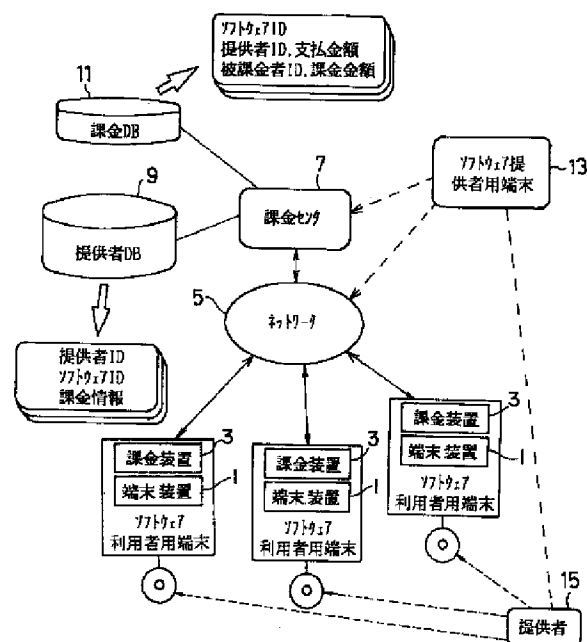 ソフトウェアID
提供者ID,支払金額
被課金者ID,課金金額
11
課金DB
7
課金センタ
13
ソフトウェア提
供者用端末
9
提供者DB
5
ネットワーク
提供者ID
ソフトウェアID
課金情報
3
課金装置
1
端末装置
ソフトウェア
利用者用端末
3
課金装置
1
端末装置
ソフトウェア
利用者用端末
3
課金装置
1
端末装置
ソフトウェア
利用者用端末
15
提供者